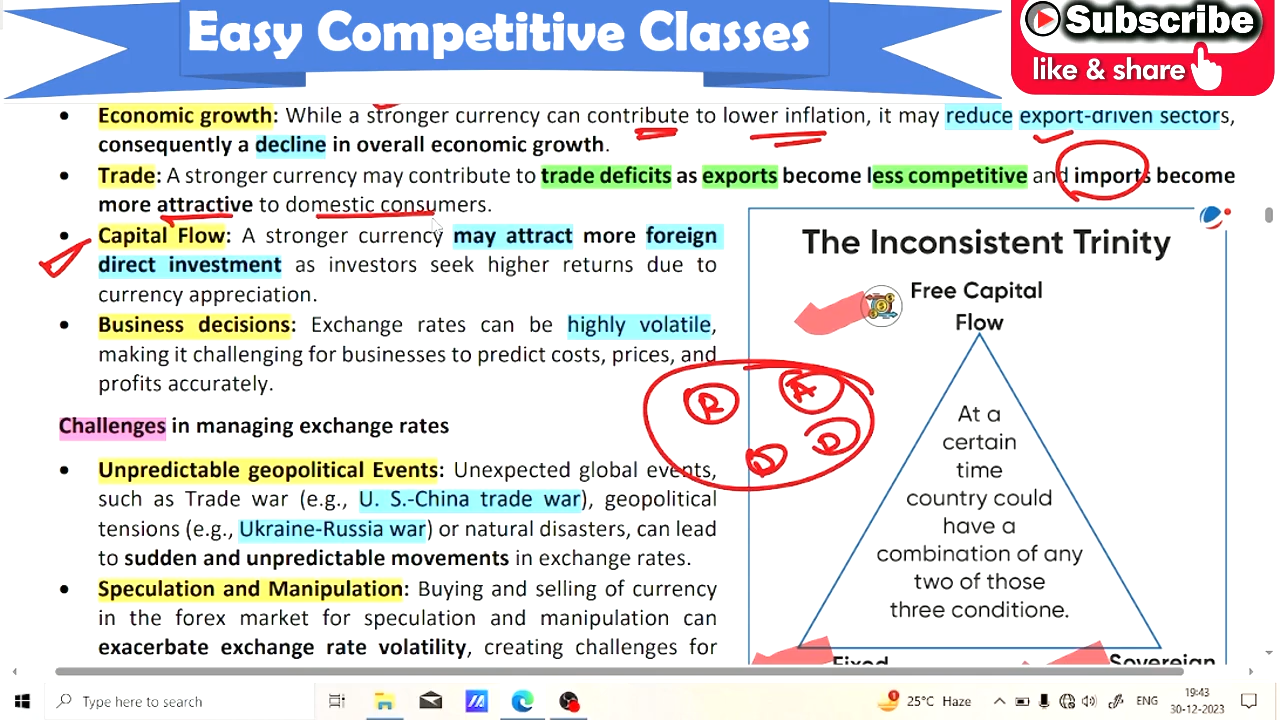 Easy Competitive Classes
Subscribe
like & share
• Economic growth: While a stronger currency can contribute to lower inflation, it may reduce export-driven sectors,
consequently a decline in overall economic growth.
• Trade: A stronger currency may contribute to trade deficits as exports become less competitive and imports become
more attractive to domestic consumers.
• Capital Flow: A stronger currency may attract more foreign
direct investment as investors seek higher returns due to
currency appreciation.
• Business decisions: Exchange rates can be highly volatile,
making it challenging for businesses to predict costs, prices, and
profits accurately.
Challenges in managing exchange rates
• Unpredictable geopolitical Events: Unexpected global events,
such as Trade war (e.g., U. S.-China trade war), geopolitical
tensions (e.g., Ukraine-Russia war) or natural disasters, can lead
to sudden and unpredictable movements in exchange rates.
• Speculation and Manipulation: Buying and selling of currency
in the forex market for speculation and manipulation can
exacerbate exchange rate volatility, creating challenges for
The Inconsistent Trinity
Free Capital
Flow
At a
certain
time
country could
have a
combination of any
two of those
three conditione.
Fixed
Sovereign
R
A
D
D
Type here to search
1
25°C Haze
ENG
19:43
30-12-2023